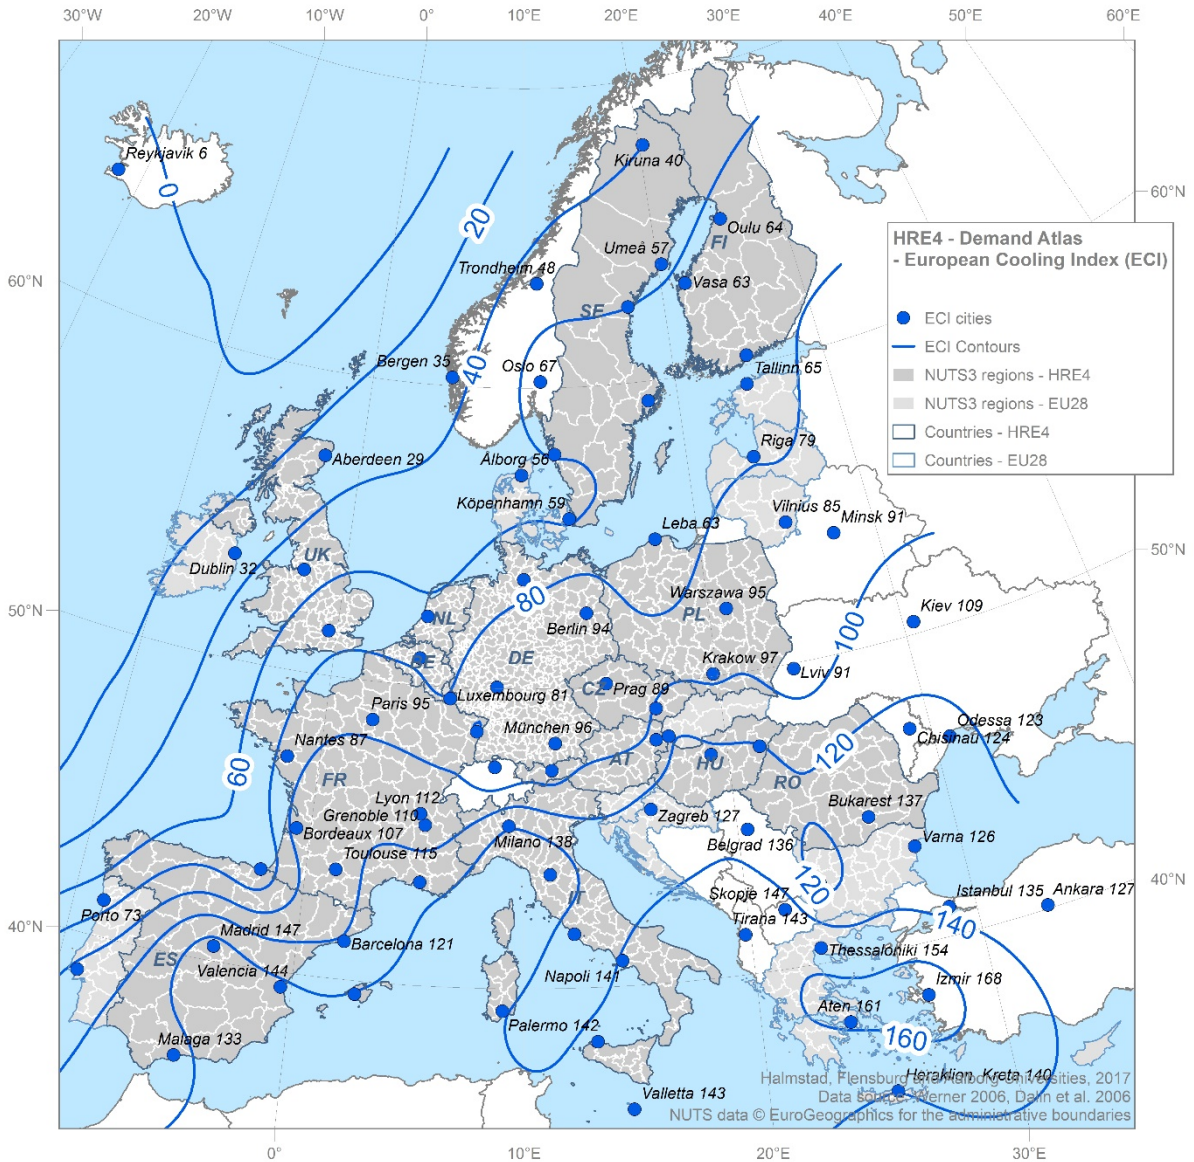 30°W 20°W 10°W 0° 10°E 20°E 30°E 40°E 50°E 60°E
Reykjavik 6
0
Kiruna 40
60°N
20
Oulu 64
FI
Umeå 57
HRE4 - Demand Atlas
- European Cooling Index (ECI)
ECI cities
ECI Contours
NUTS3 regions - HRE4
NUTS3 regions - EU28
Countries - HRE4
Countries - EU28
Trondheim 48
60°N
Vasa 63
SE
Bergen 35
40
Oslo 67
Tallinn 65
Riga 79
Aberdeen 29
Ålborg 56
Köpenhamn 59
Vilnius 85
Minsk 91
Leba 63
50°N
UK
Dublin 32
50°N
80
Warszawa 95
Kiev 109
NL
PL
Berlin 94
100
BE
DE
Krakow 97
Lviv 91
CZ
Prag 89
Luxembourg 81
Paris 95
München 96
Odessa 123
Chisinau 124
Nantes 87
120
60
FR
AT
HU
RO
Lyon 112
Grenoble 110
Bordeaux 107
Zagreb 127
Bukarest 137
Milano 138
Belgrad 136
Varna 126
Toulouse 115
120
40°N
IT
Skopje 147
Istanbul 135
Ankara 127
Porto 73
Tirana 143
140
40°N
Madrid 147
Barcelona 121
Thessaloniki 154
ES
Valencia 144
Napoli 141
Izmir 168
Aten 161
Palermo 142
160
Malaga 133
Heraklien Kreta 140
Valletta 143
Halmstad, Flensburg and Aalborg Universities, 2017
Data source: Werner 2006, Dalin et al. 2006
NUTS data © EuroGeographics for the administrative boundaries
0° 10°E 20°E 30°E